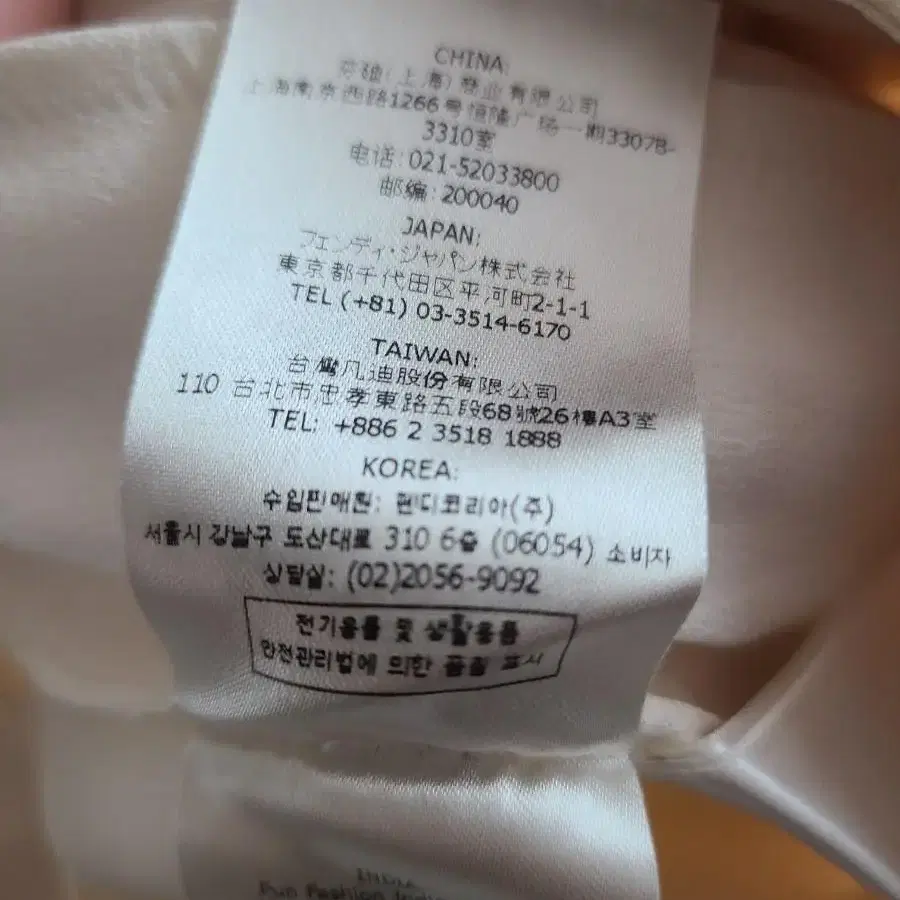 CHINA:
芬迪(上海)商业有限公司
上海南京西路1266号恒隆广场一期3307B-
3310室
电话:021-52033800
邮编:200040
JAPAN:
フェンディ・ジャパン株式会社
東京都千代田区平河町2-1-1
TEL (+81) 03-3514-6170
TAIWAN:
台灣凡迪股份有限公司
110 台北市忠孝東路五段68號26樓A3室
TEL: +886 2 3518 1888
KOREA:
수입판매원: 펜디코리아(주)
서울시 강남구 도산대로 310 6층 (06054) 소비자
상담실: (02)2056-9092
전기용품 및 생활용품
안전관리법에 의한 품질 표시
INDIA
Fun Fashion